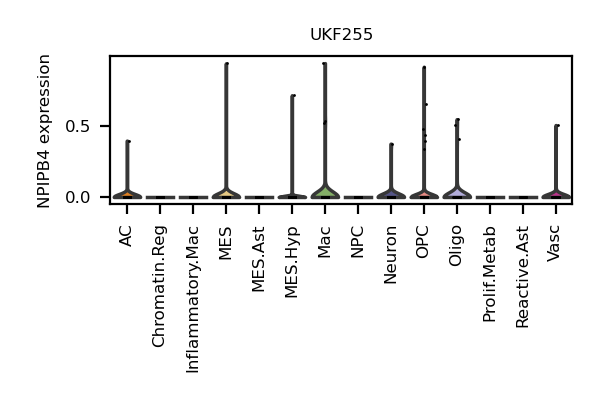 UKF255
NPIPB4 expression
0.5
0.0
AC
Chromatin.Reg
Inflammatory.Mac
MES
MES.Ast
MES.Hyp
Mac
NPC
Neuron
OPC
Oligo
Prolif.Metab
Reactive.Ast
Vasc